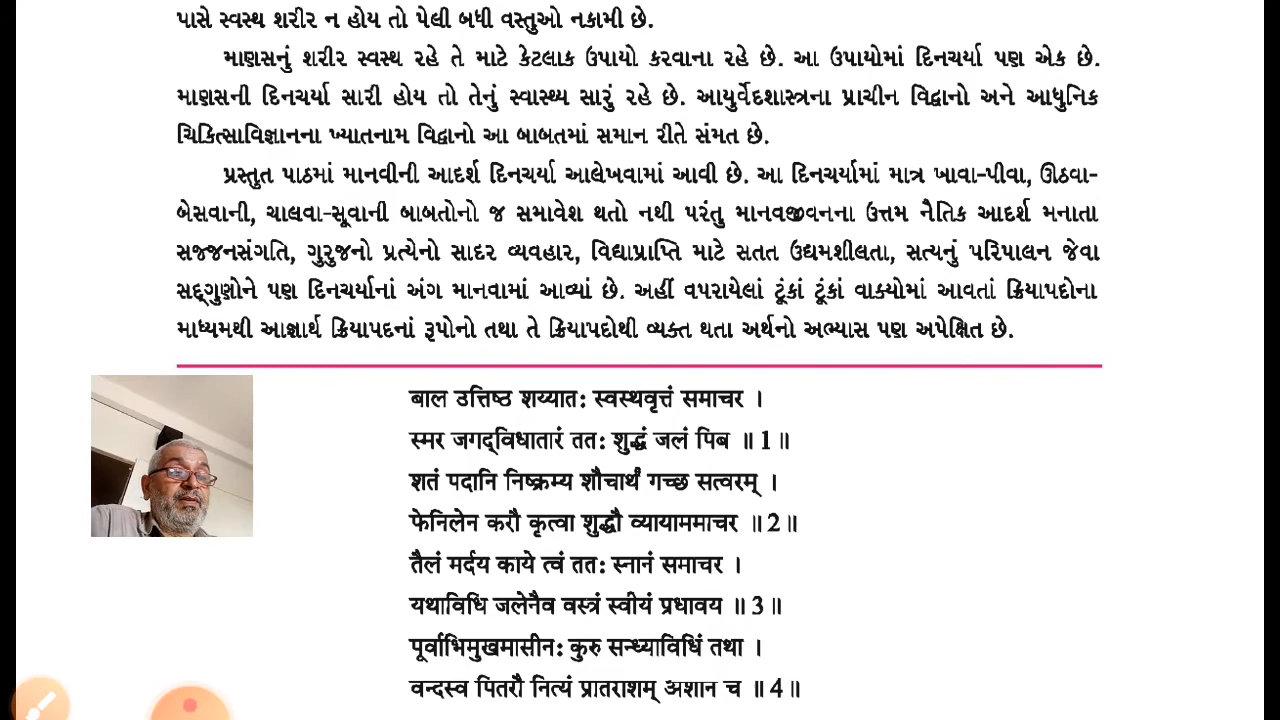 પાસે સ્વસ્થ શરીર ન હોય તો પેલી બધી વસ્તુઓ નકામી છે.
માણસનું શરીર સ્વસ્થ રહે તે માટે કેટલાક ઉપાયો કરવાના રહે છે. આ ઉપાયોમાં દિનચર્યા પણ એક છે.
માણસની દિનચર્યા સારી હોય તો તેનું સ્વાસ્થ્ય સારું રહે છે. આયુર્વેદશાસ્ત્રના પ્રાચીન વિદ્વાનો અને આધુનિક
ચિકિત્સાવિજ્ઞાનના ખ્યાતનામ વિદ્વાનો આ બાબતમાં સમાન રીતે સંમત છે.
પ્રસ્તુત પાઠમાં માનવીની આદર્શ દિનચર્યા આલેખવામાં આવી છે. આ દિનચર્યામાં માત્ર ખાવા-પીવા, ઊઠવા-
બેસવાની, ચાલવા-સૂવાની બાબતોનો જ સમાવેશ થતો નથી પરંતુ માનવજીવનના ઉત્તમ નૈતિક આદર્શ મનાતા
સજ્જનસંગતિ, ગુરુજનો પ્રત્યેનો સાદર વ્યવહાર, વિદ્યાપ્રાપ્તિ માટે સતત ઉદ્યમશીલતા, સત્યનું પરિપાલન જેવા
સદ્ગુણોને પણ દિનચર્યાનાં અંગ માનવામાં આવ્યાં છે. અહીં વપરાયેલાં ટૂંકાં ટૂંકાં વાક્યોમાં આવતાં ક્રિયાપદોના
માધ્યમથી આજ્ઞાર્થ ક્રિયાપદનાં રૂપોનો તથા તે ક્રિયાપદોથી વ્યક્ત થતા અર્થનો અભ્યાસ પણ અપેક્ષિત છે.
बाल उत्तिष्ठ शय्यातः स्वस्थवृत्तं समाचर ।
स्मर जगद्विधातारं ततः शुद्धं जलं पिब ॥ 1 ॥
शतं पदानि निष्क्रम्य शौचार्थं गच्छ सत्वरम् ।
फेनिलेन करौ कृत्वा शुद्धौ व्यायाममाचर ॥ 2 ॥
तैलं मर्दय काये त्वं ततः स्नानं समाचर ।
यथाविधि जलेनैव वस्त्रं स्वीयं प्रधावय ॥ 3 ॥
पूर्वाभिमुखमासीनः कुरु सन्ध्याविधिं तथा ।
वन्दस्व पितरौ नित्यं प्रातराशम् अशान च ॥ 4 ॥